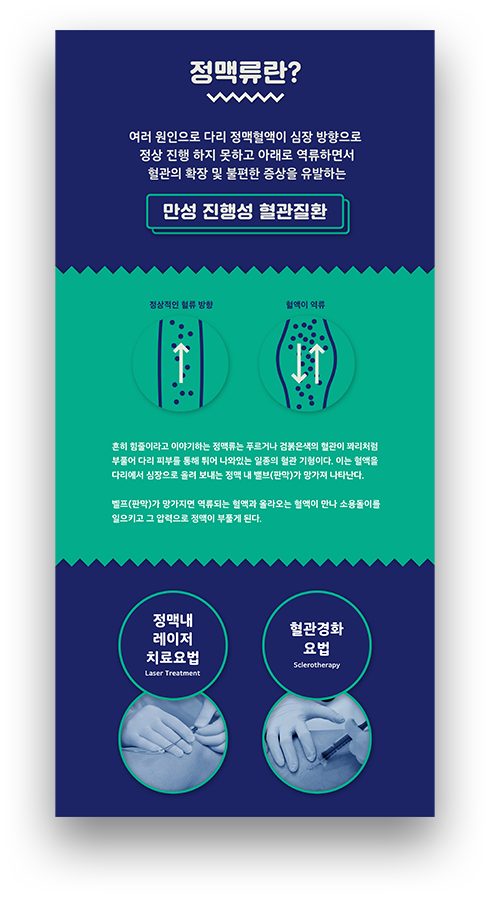 정맥류란?
여러 원인으로 다리 정맥혈액이 심장 방향으로
정상 진행 하지 못하고 아래로 역류하면서
혈관의 확장 및 불편한 증상을 유발하는
만성 진행성 혈관질환
정상적인 혈류 방향
혈액이 역류
흔히 힘줄이라고 이야기하는 정맥류는 푸르거나 검붉은색의 혈관이 꽈리처럼
부풀어 다리 피부를 통해 튀어 나와있는 일종의 혈관 기형이다. 이는 혈액을
다리에서 심장으로 올려 보내는 정맥 내 밸브(판막)가 망가져 나타난다.
벨프(판막)가 망가지면 역류되는 혈액과 올라오는 혈액이 만나 소용돌이를
일으키고 그 압력으로 정맥이 부풀게 된다.
정맥내
레이저
치료요법
Laser Treatment
혈관경화
요법
Sclerotherapy